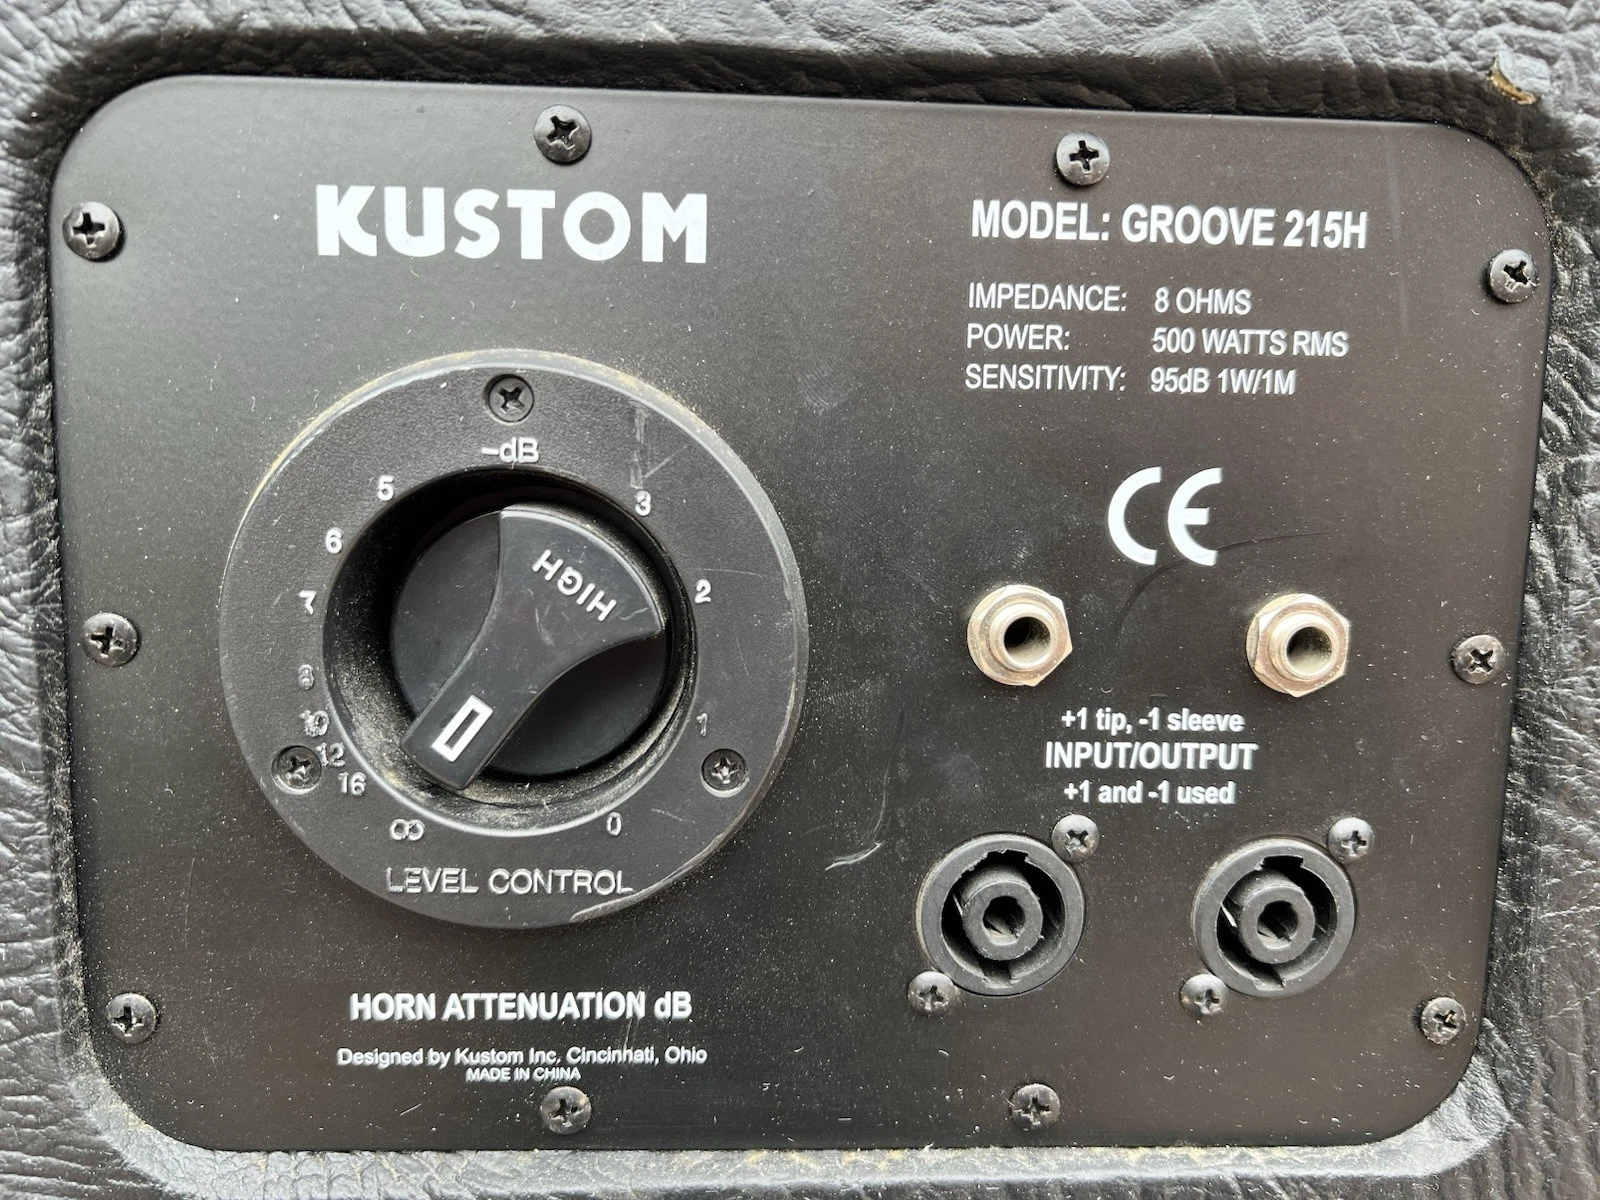 KUSTOM
MODEL: GROOVE 215H
IMPEDANCE: 8 OHMS
POWER: 500 WATTS RMS
SENSITIVITY: 95dB 1W/1M
CE
-dB
5
3
6
2
7
8
1
10
12
16
∞
0
HIGH
LEVEL CONTROL
+1 tip, -1 sleeve
INPUT/OUTPUT
+1 and -1 used
HORN ATTENUATION dB
Designed by Kustom Inc. Cincinnati, Ohio
MADE IN CHINA